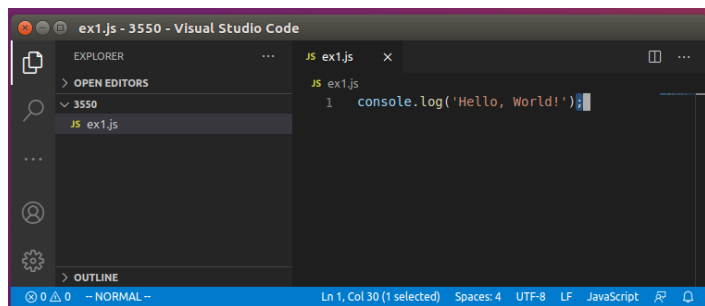 ex1.js - 3550 - Visual Studio Code
EXPLORER
OPEN EDITORS
3550
JS ex1.js
OUTLINE
JS ex1.js
JS ex1.js
1 console.log('Hello, World!');
0 0 -- NORMAL -- Ln 1, Col 30 (1 selected) Spaces: 4 UTF-8 LF JavaScript